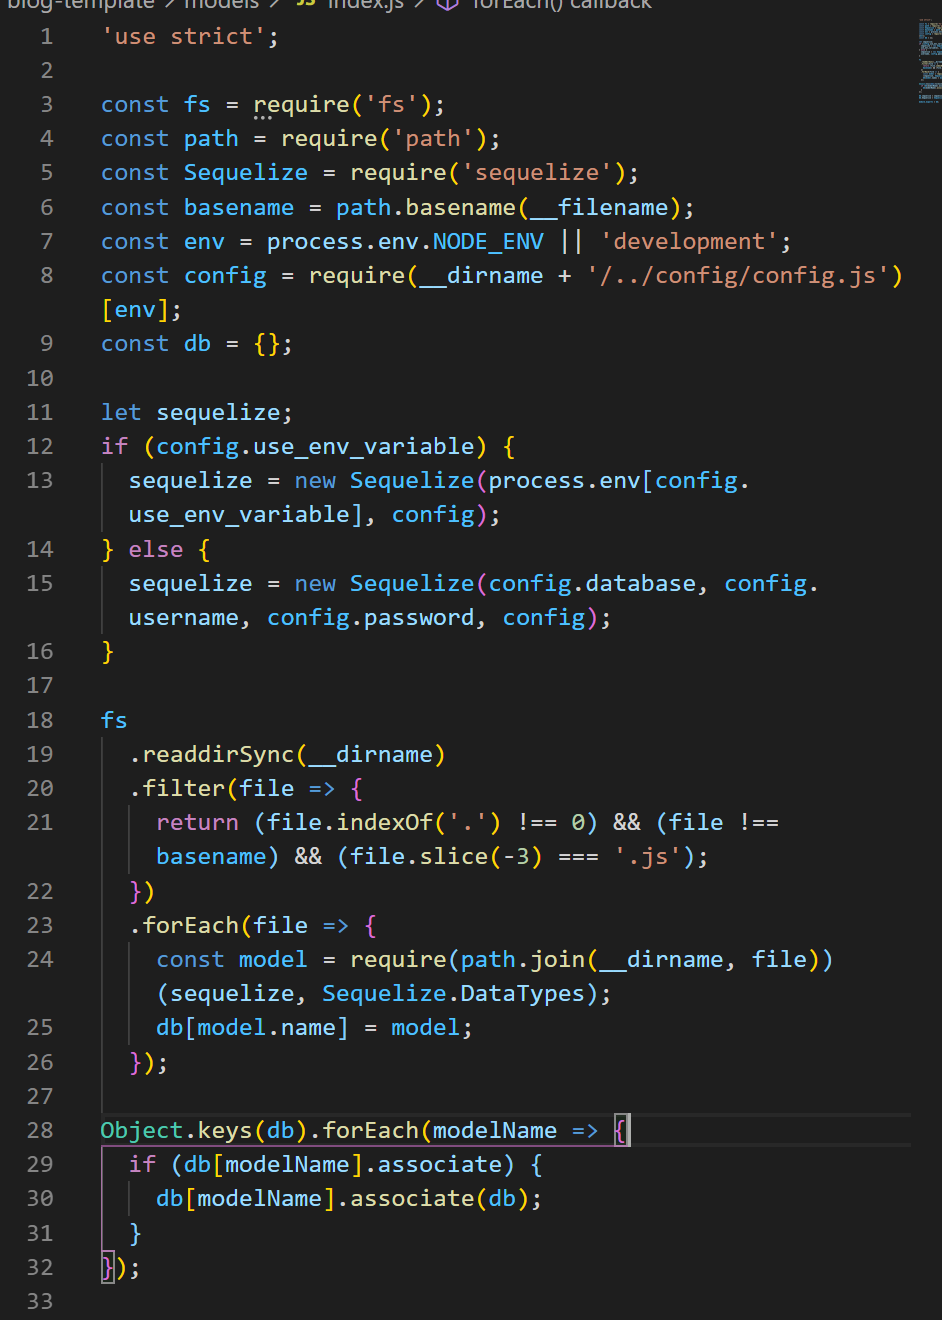 blog-template > models > JS index.js > forEach() callback
1 'use strict';
2
3 const fs = require('fs');
4 const path = require('path');
5 const Sequelize = require('sequelize');
6 const basename = path.basename(__filename);
7 const env = process.env.NODE_ENV || 'development';
8 const config = require(__dirname + '/../config/config.js')
[env];
9 const db = {};
10
11 let sequelize;
12 if (config.use_env_variable) {
13 sequelize = new Sequelize(process.env[config.
use_env_variable], config);
14 } else {
15 sequelize = new Sequelize(config.database, config.
username, config.password, config);
16 }
17
18 fs
19 .readdirSync(__dirname)
20 .filter(file => {
21 return (file.indexOf('.') !== 0) && (file !==
basename) && (file.slice(-3) === '.js');
22 })
23 .forEach(file => {
24 const model = require(path.join(__dirname, file))
(sequelize, Sequelize.DataTypes);
25 db[model.name] = model;
26 });
27
28 Object.keys(db).forEach(modelName => {
29 if (db[modelName].associate) {
30 db[modelName].associate(db);
31 }
32 });
33